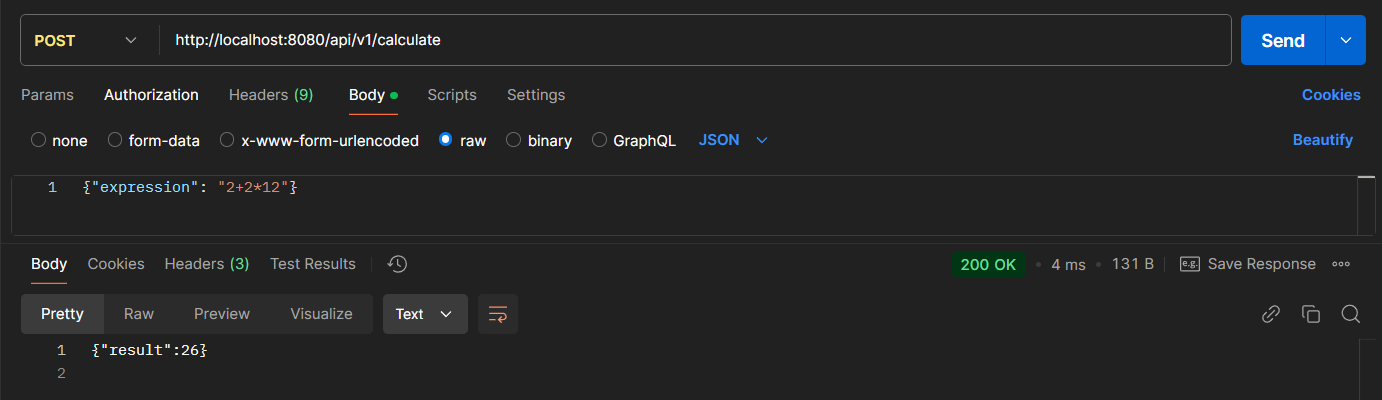 POST http://localhost:8080/api/v1/calculate Send
Params Authorization Headers (9) Body Scripts Settings Cookies
none form-data x-www-form-urlencoded raw binary GraphQL JSON Beautify
1 {"expression": "2+2*12"}
Body Cookies Headers (3) Test Results 200 OK • 4 ms • 131 B e.g. Save Response
Pretty Raw Preview Visualize Text
1 {"result":26}
2